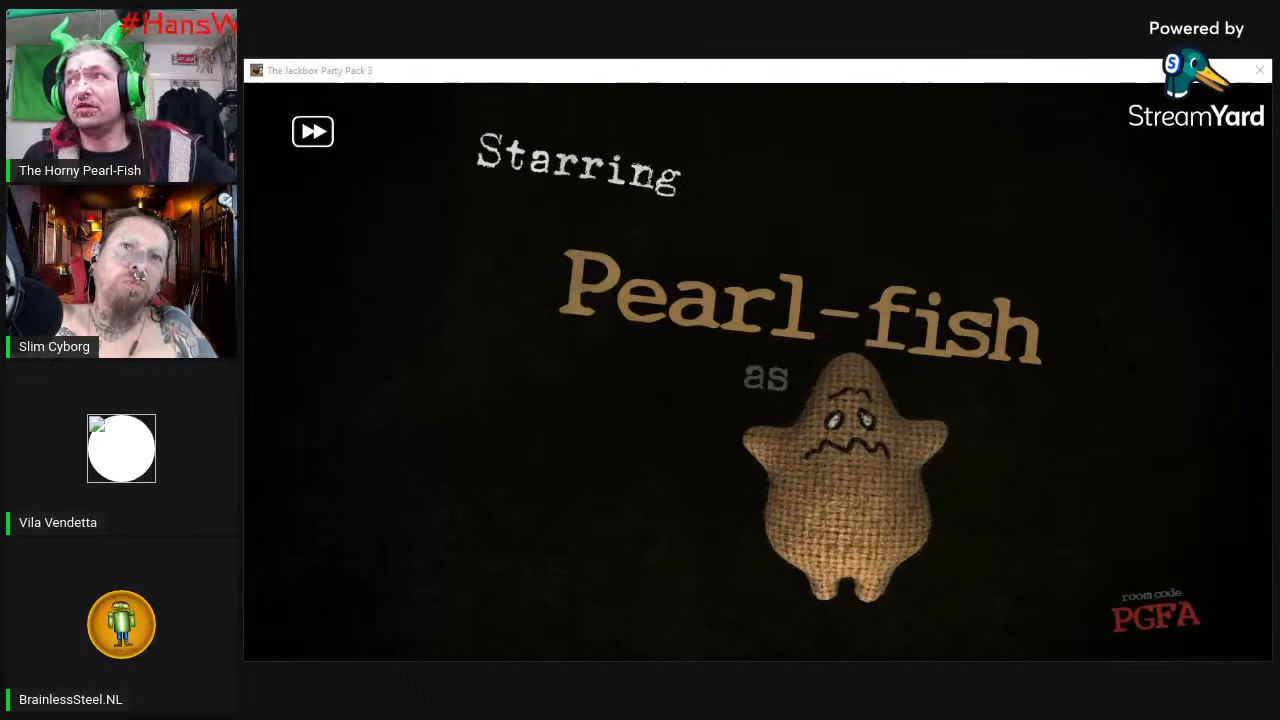 #HansW
The Horny Pearl-Fish
Slim Cyborg
Vila Vendetta
BrainlessSteel.NL
The Jackbox Party Pack 3
Starring
Pearl-fish
as
room code
PGFA
Powered by
S
StreamYard